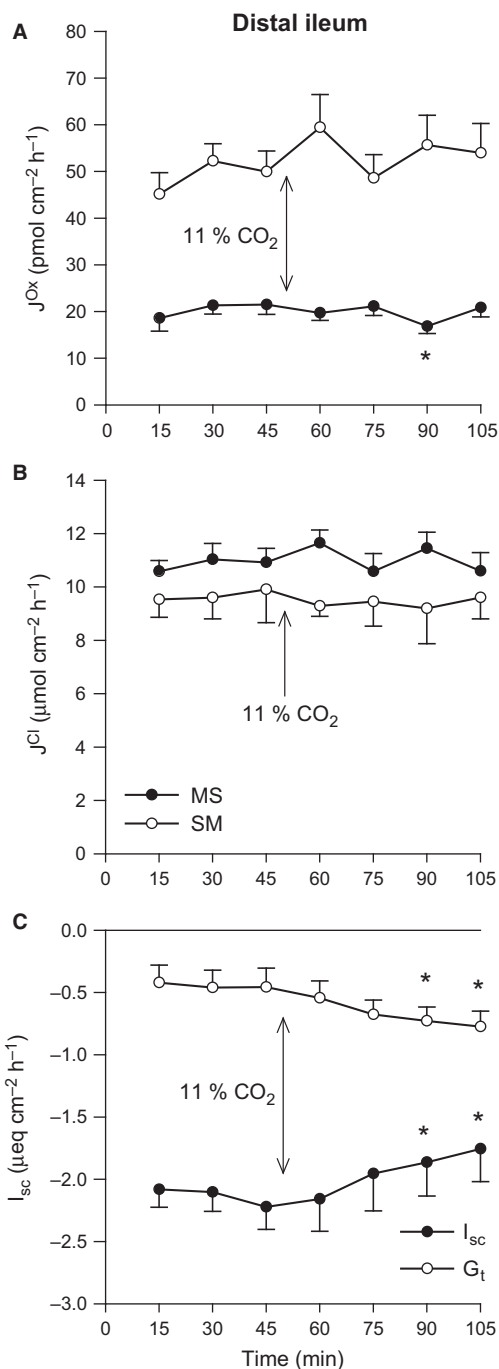 Distal ileum
A
80
70
60
50
40
30
20
10
0
J^Ox (pmol cm−2 h−1)
11 % CO2
*
0 15 30 45 60 75 90 105
B
14
12
10
8
6
4
2
0
J^Cl (μmol cm−2 h−1)
11 % CO2
MS
SM
0 15 30 45 60 75 90 105
C
0.0
−0.5
−1.0
−1.5
−2.0
−2.5
−3.0
Isc (μeq cm−2 h−1)
* *
11 % CO2
* *
Isc
Gt
0 15 30 45 60 75 90 105
Time (min)